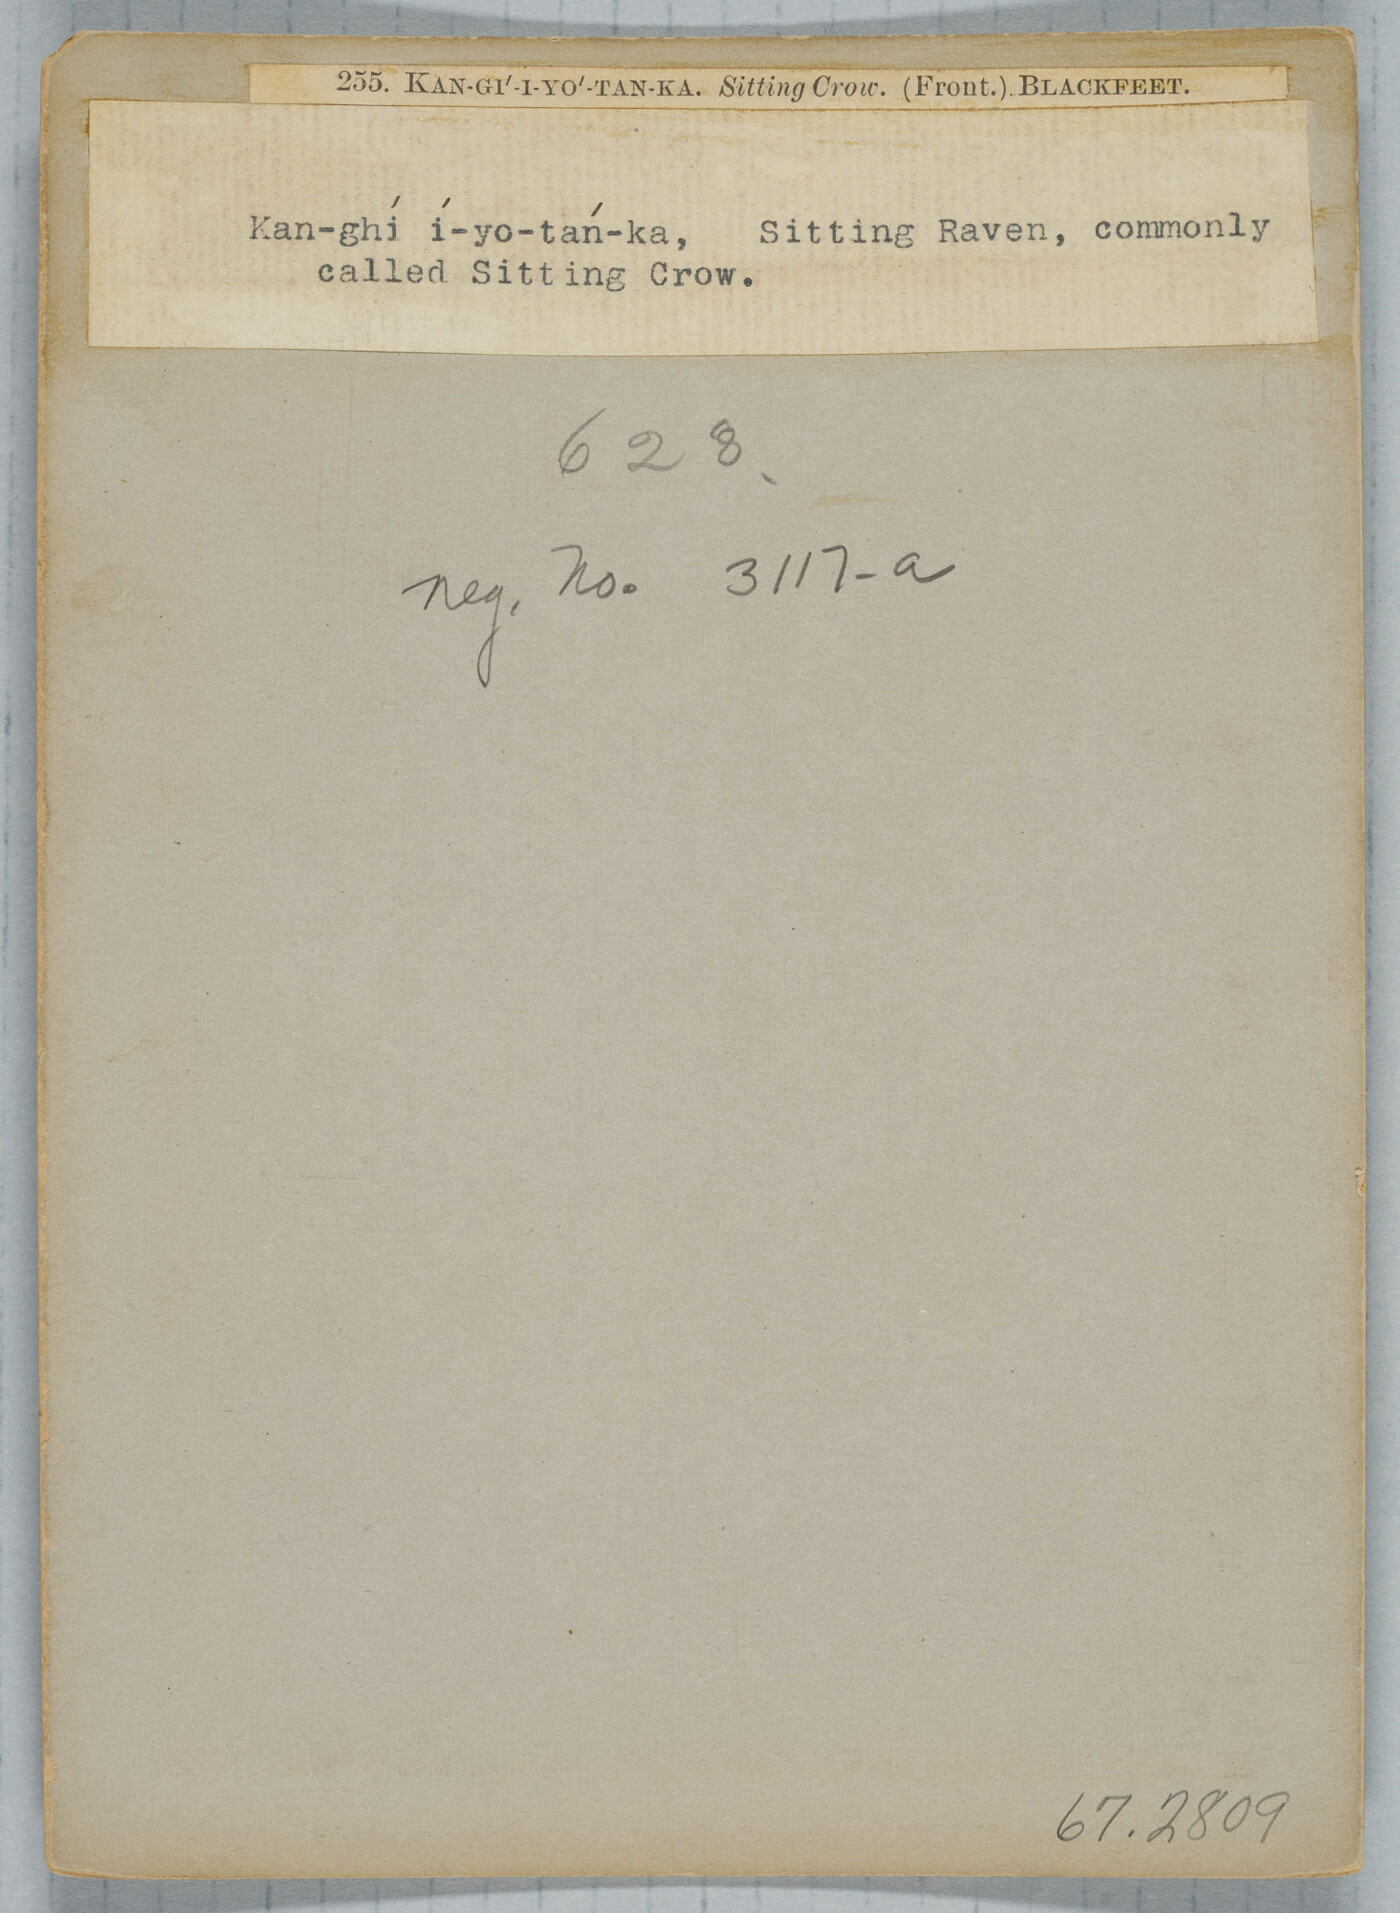 255. KAN-GI'-I-YO'-TAN-KA. Sitting Crow. (Front.) BLACKFEET.
Kan-ghí í-yo-tań-ka, Sitting Raven, commonly
called Sitting Crow.
628.
neg. No. 3117-a
67.2809